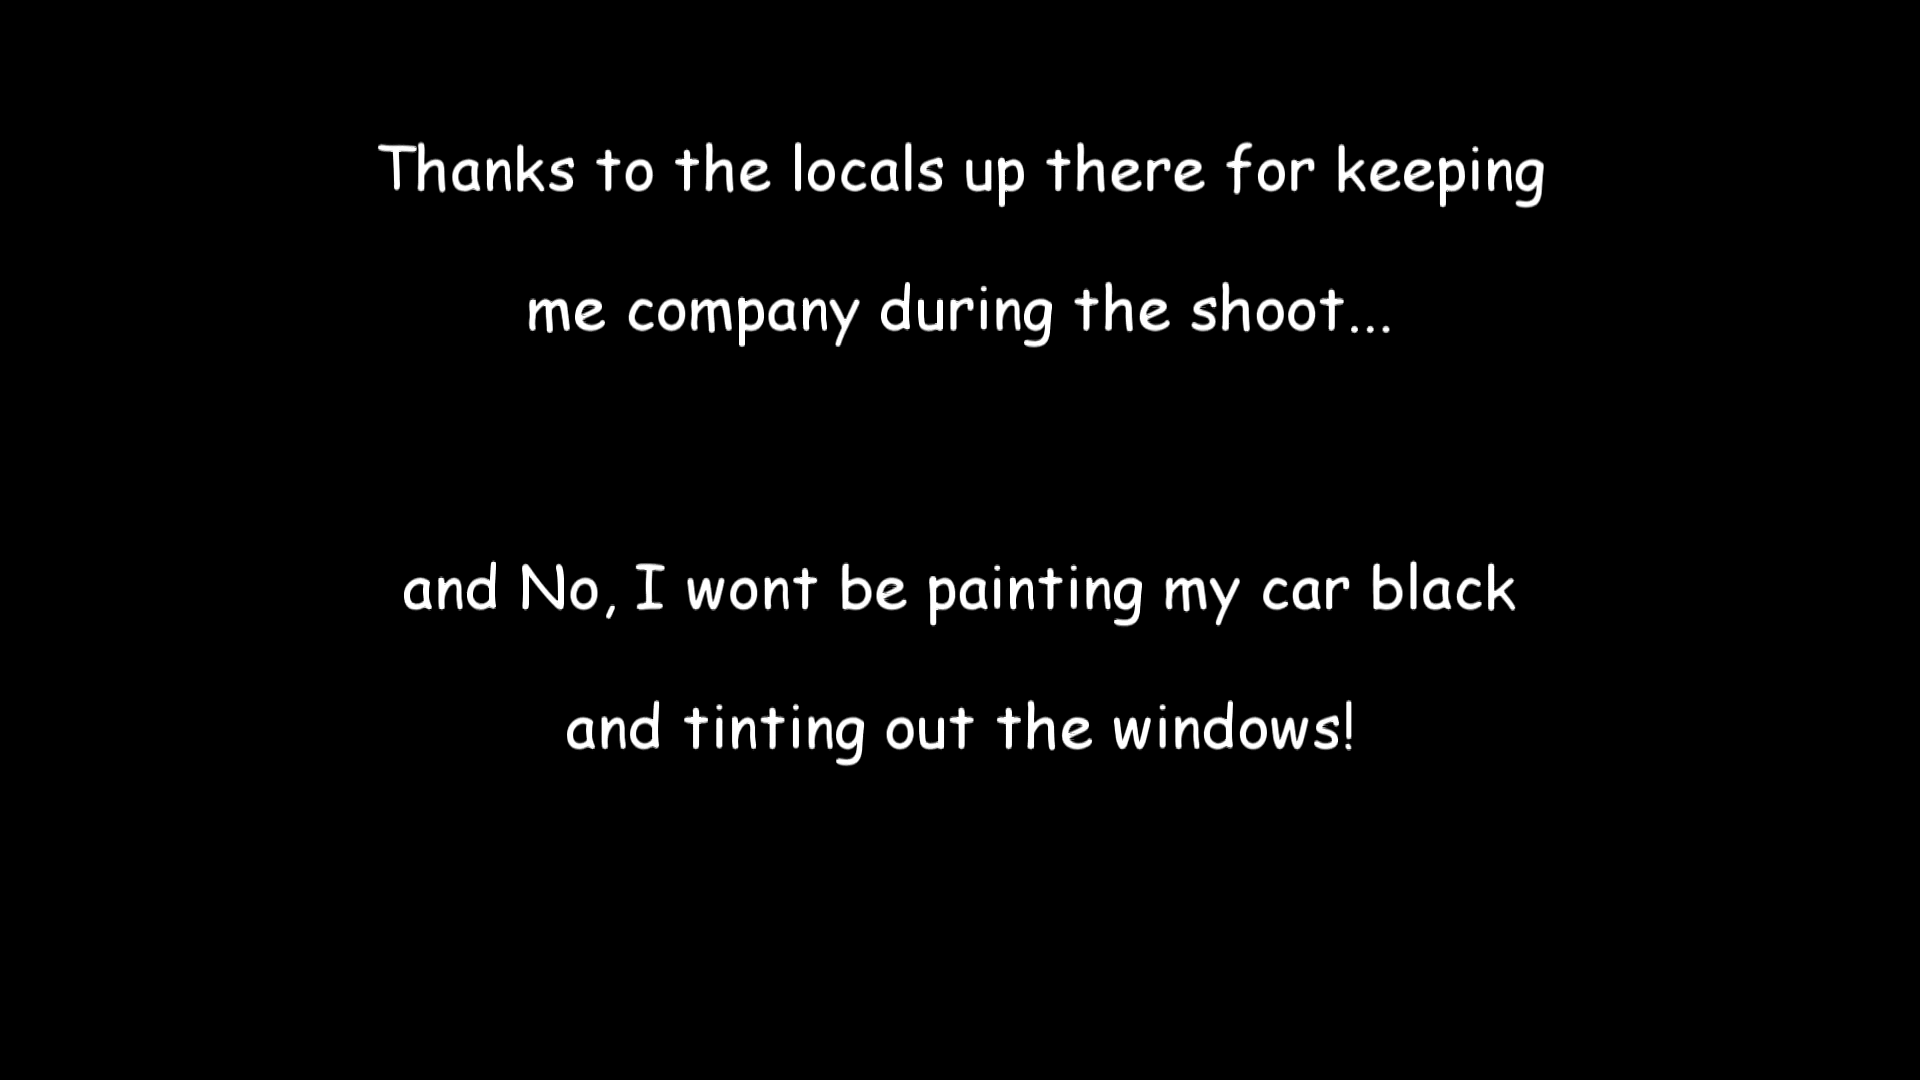 Thanks to the locals up there for keeping
me company during the shoot...
and No, I wont be painting my car black
and tinting out the windows!